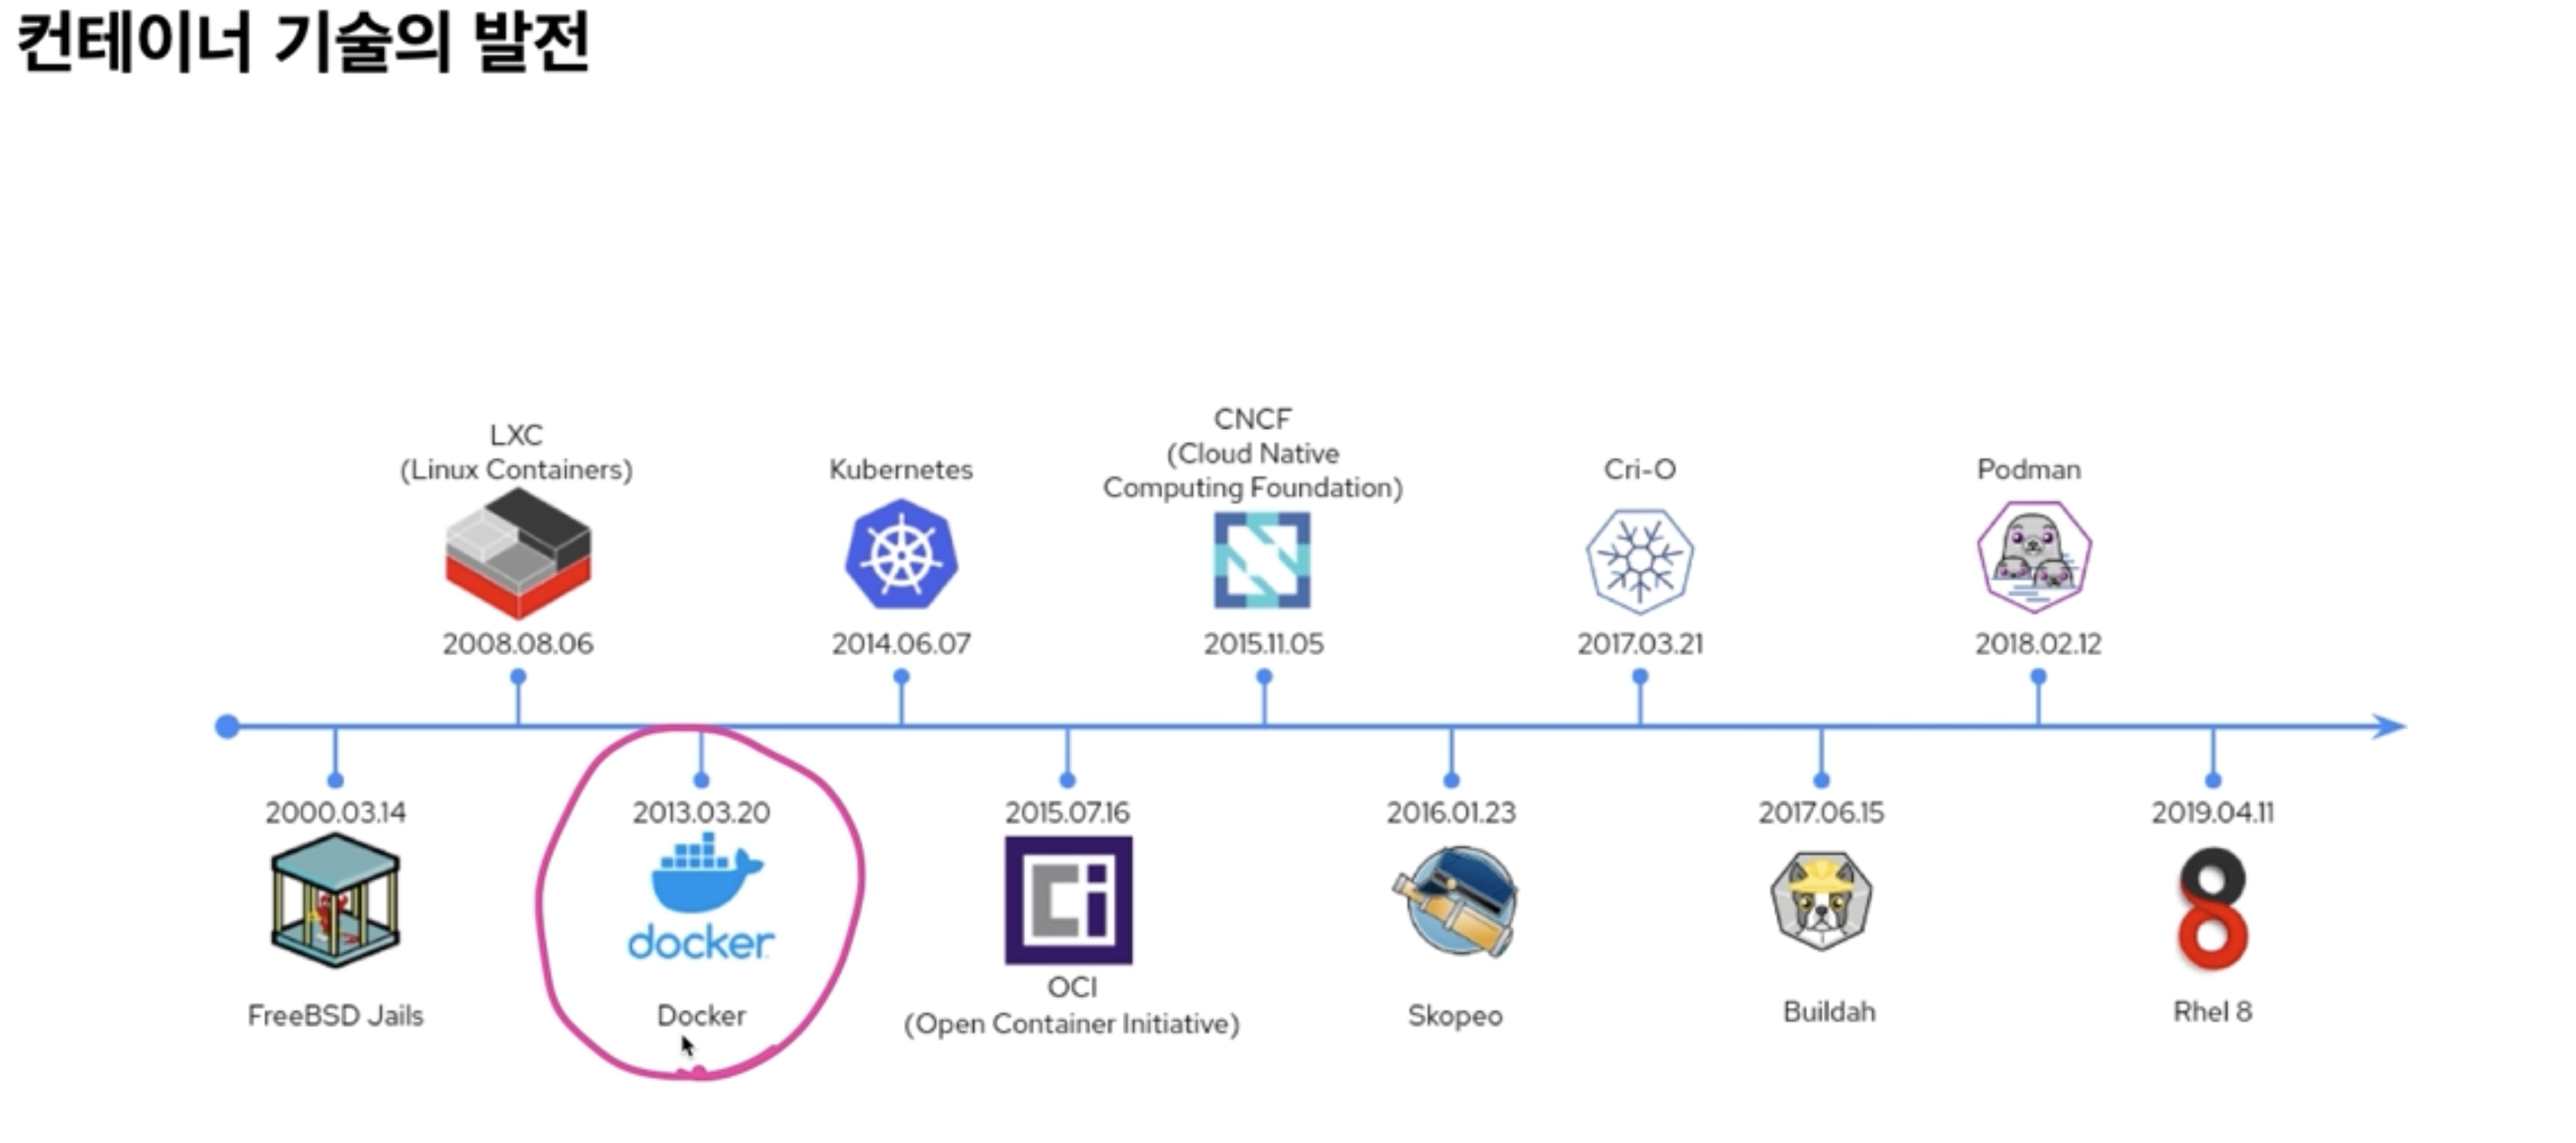 컨테이너 기술의 발전
LXC
(Linux Containers)
2008.08.06
Kubernetes
2014.06.07
CNCF
(Cloud Native
Computing Foundation)
2015.11.05
Cri-O
2017.03.21
Podman
2018.02.12
2000.03.14
FreeBSD Jails
2013.03.20
docker
Docker
2015.07.16
Ci
OCI
(Open Container Initiative)
2016.01.23
Skopeo
2017.06.15
Buildah
2019.04.11
8
Rhel 8